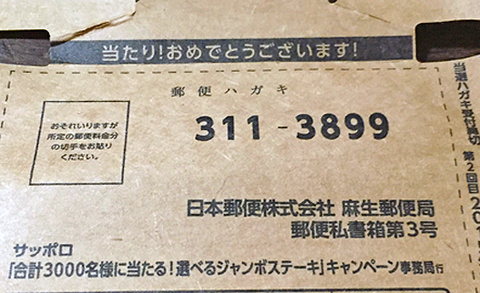 当たり！おめでとうございます！
郵便ハガキ
おそれいりますが
所定の郵便料金分
の切手をお貼り
ください。
311-3899
日本郵便株式会社 麻生郵便局
郵便私書箱第3号
サッポロ
「合計3000名様に当たる！選べるジャンボステーキ」キャンペーン事務局行
当選ハガキ受付締切 第2回目